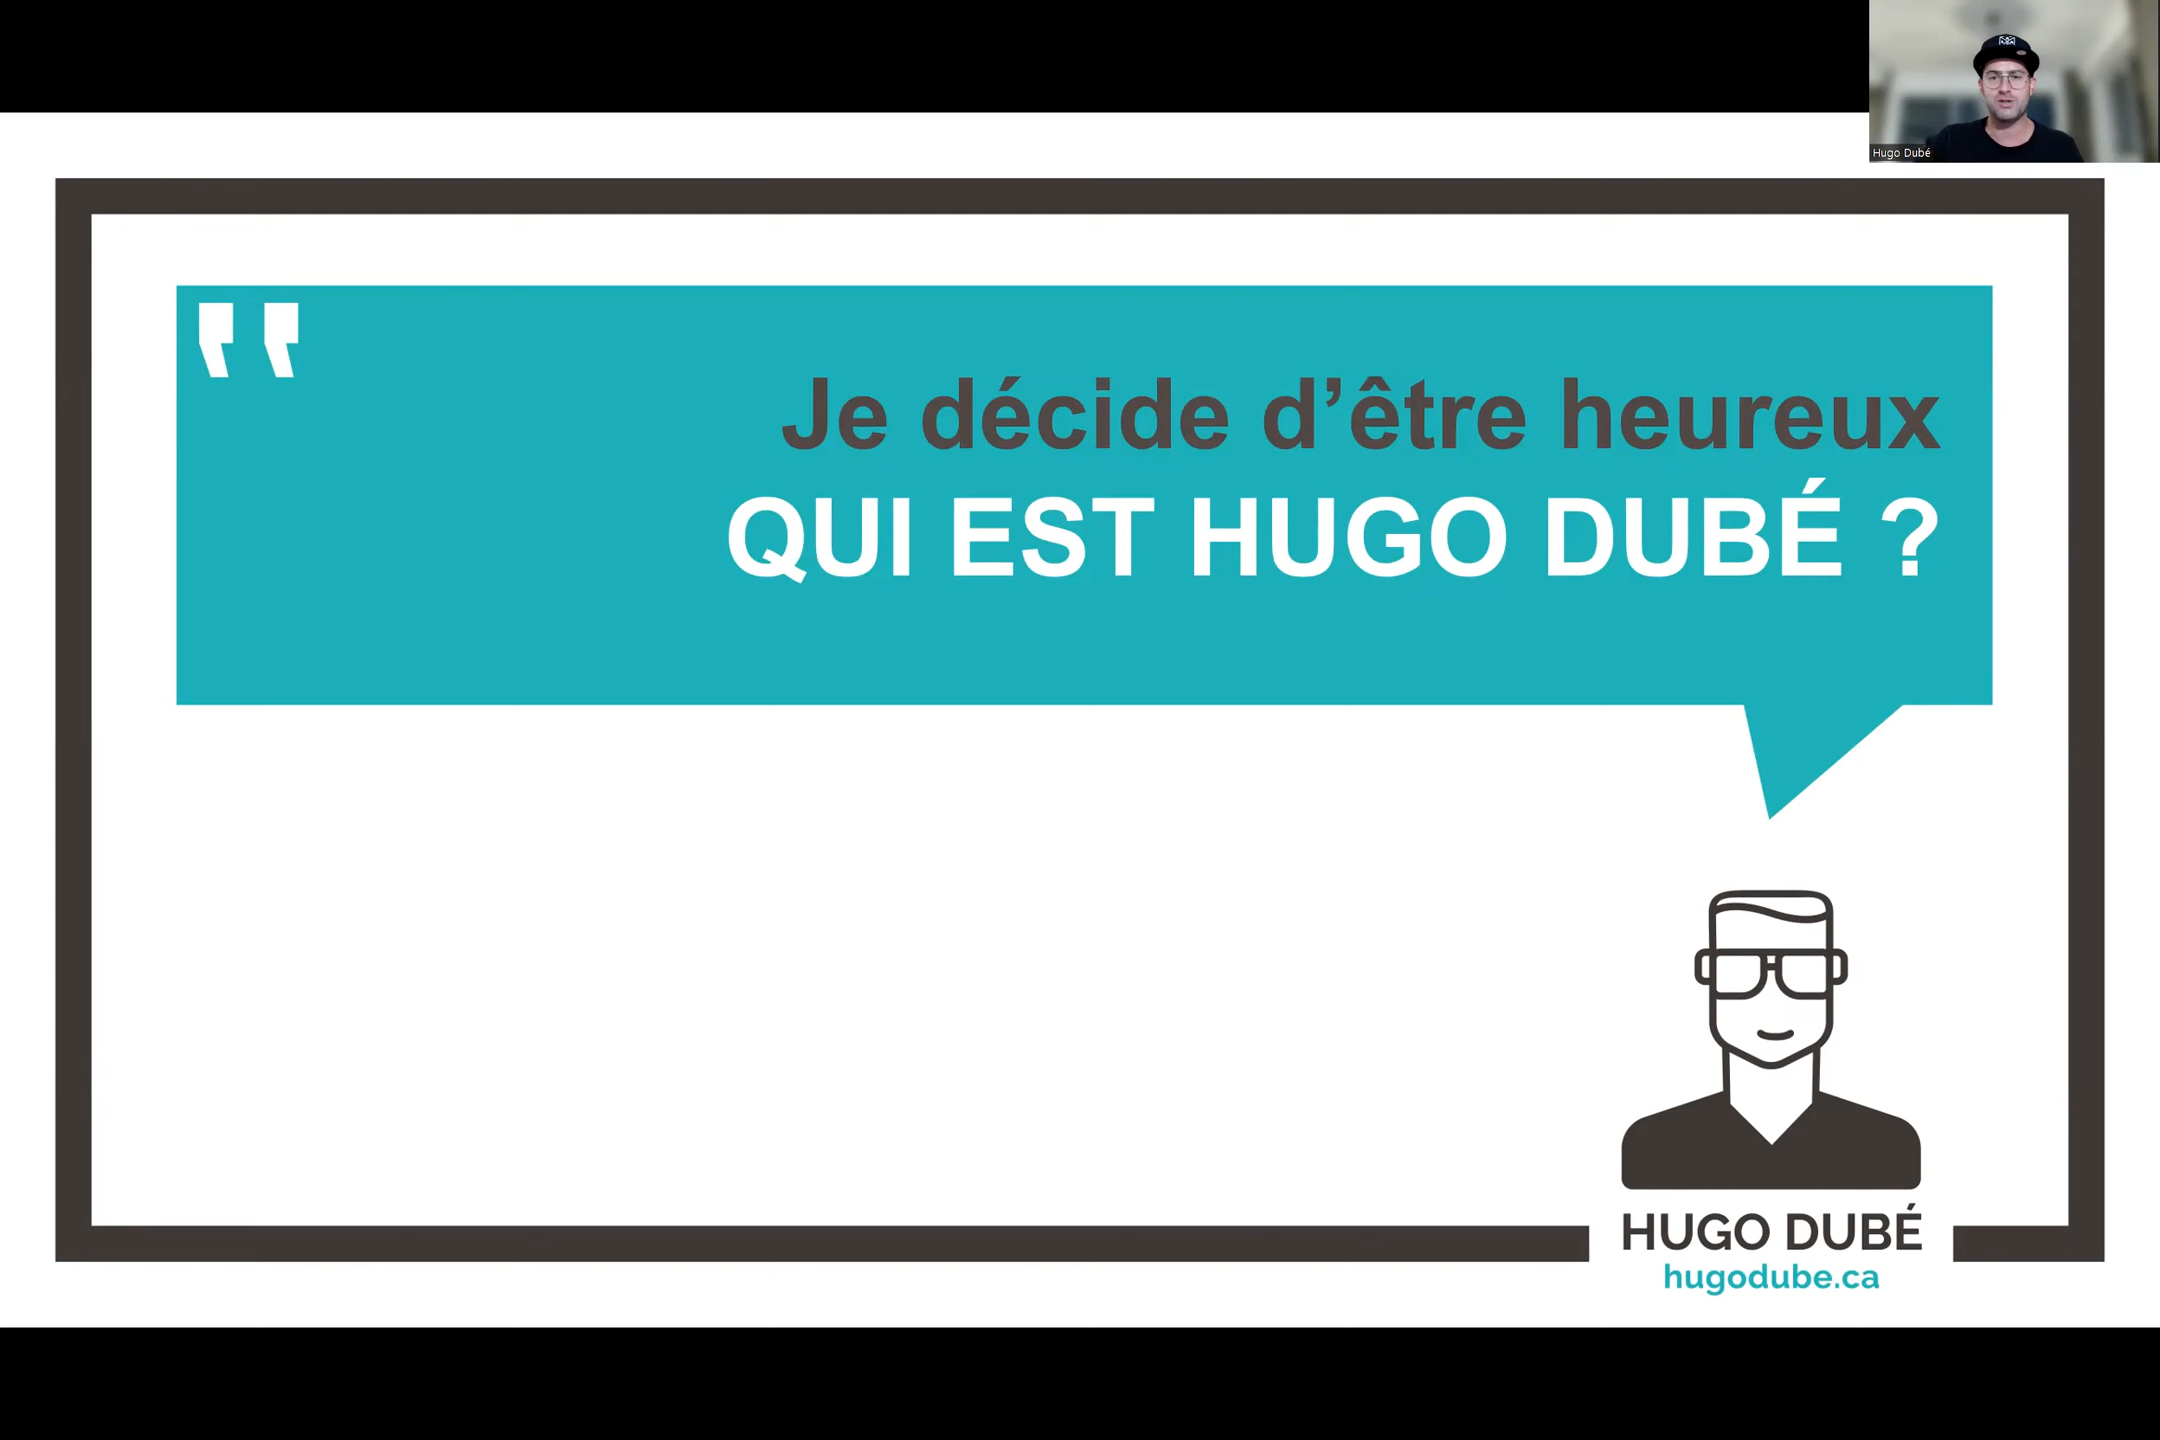 Hugo Dubé
Je décide d’être heureux
QUI EST HUGO DUBÉ ?
HUGO DUBÉ
hugodube.ca